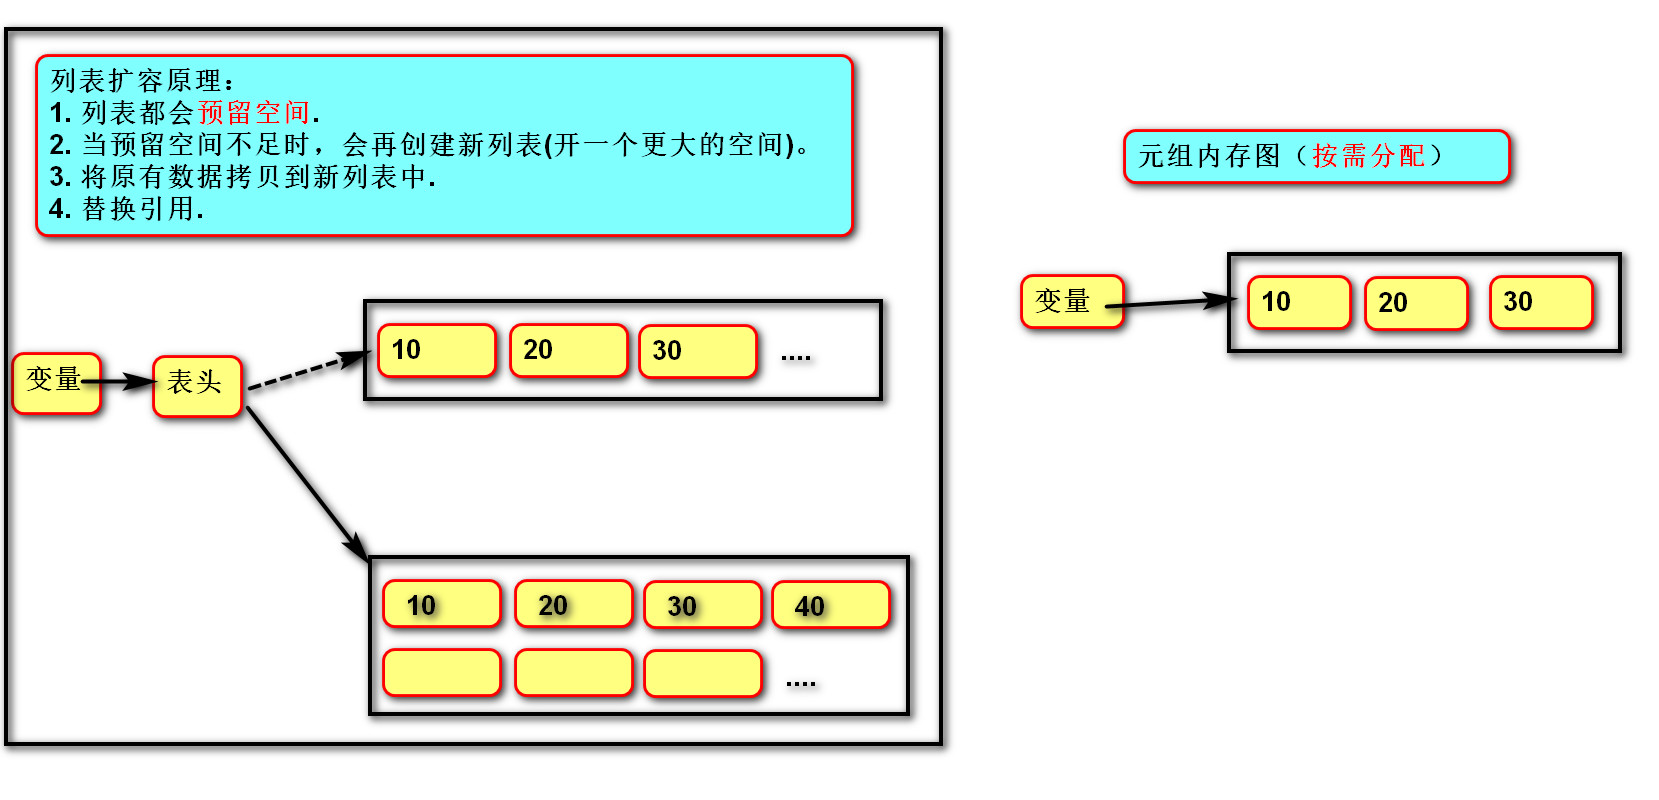 列表扩容原理：
1. 列表都会预留空间.
2. 当预留空间不足时，会再创建新列表(开一个更大的空间)。
3. 将原有数据拷贝到新列表中.
4. 替换引用.
变量
表头
10 20 30 ....
10 20 30 40
....
元组内存图（按需分配）
变量
10 20 30